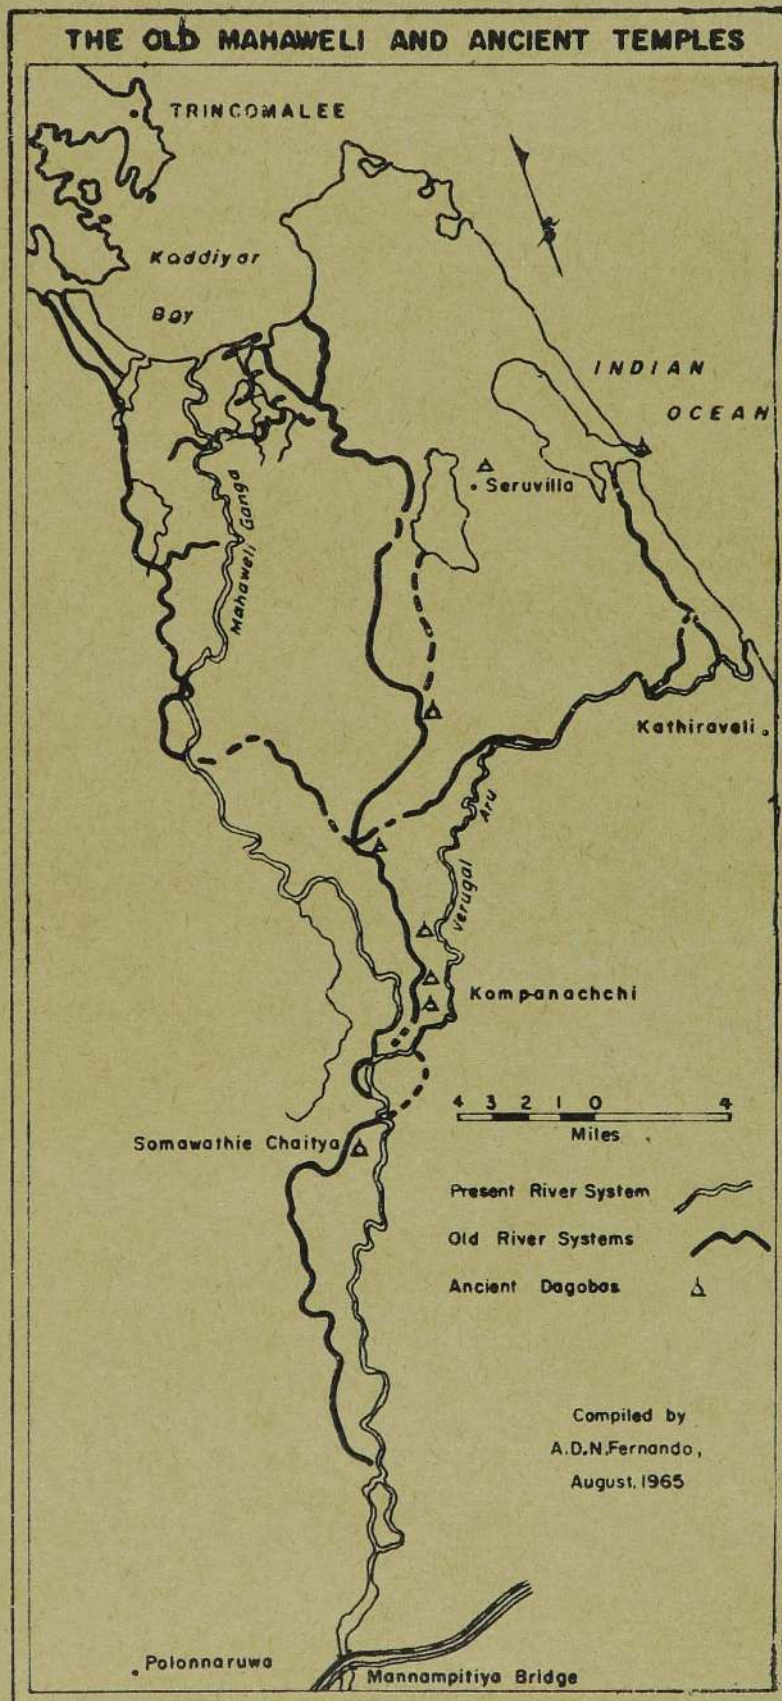 THE OLD MAHAWELI AND ANCIENT TEMPLES
TRINCOMALEE
Koddiyar
Bay
INDIAN
OCEAN
Seruvilla
Mahaweli Ganga
Kathiraveli
Verugal Aru
Kompanachchi
4 3 2 1 0 4
Miles
Somawathie Chaitya
Present River System
Old River Systems
Ancient Dagobas
Compiled by
A.D.N.Fernando,
August.1965
Polonnaruwa
Mannampitiya Bridge